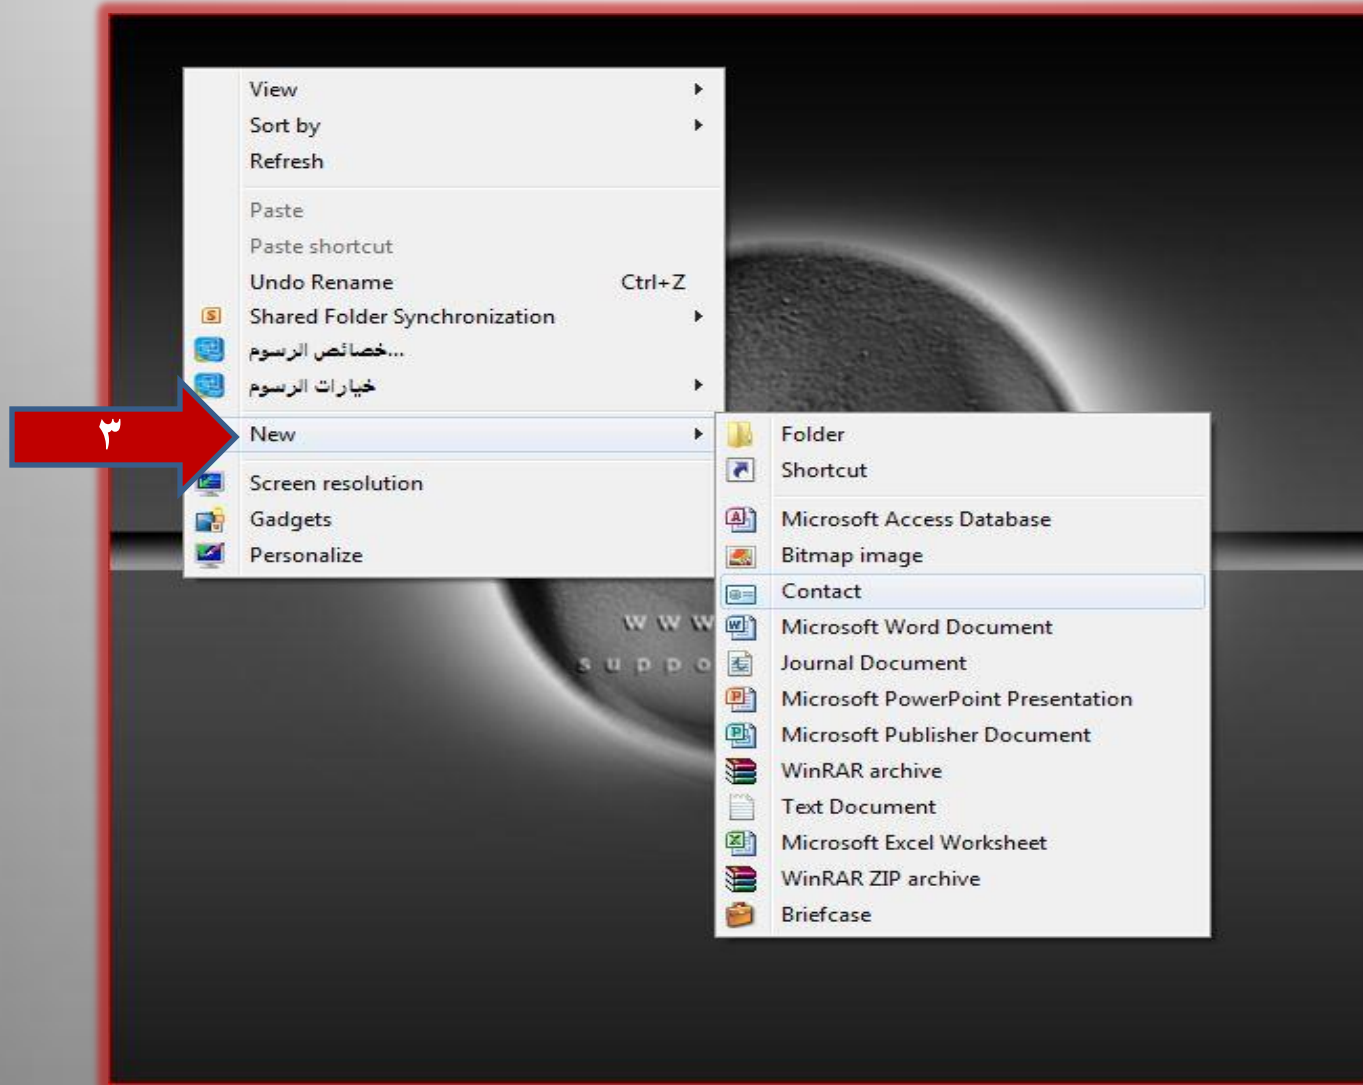 View
Sort by
Refresh
Paste
Paste shortcut
Undo Rename Ctrl+Z
Shared Folder Synchronization
خصائص الرسوم...
خيارات الرسوم
٣
New
Screen resolution
Gadgets
Personalize
Folder
Shortcut
Microsoft Access Database
Bitmap image
Contact
Microsoft Word Document
Journal Document
Microsoft PowerPoint Presentation
Microsoft Publisher Document
WinRAR archive
Text Document
Microsoft Excel Worksheet
WinRAR ZIP archive
Briefcase
www